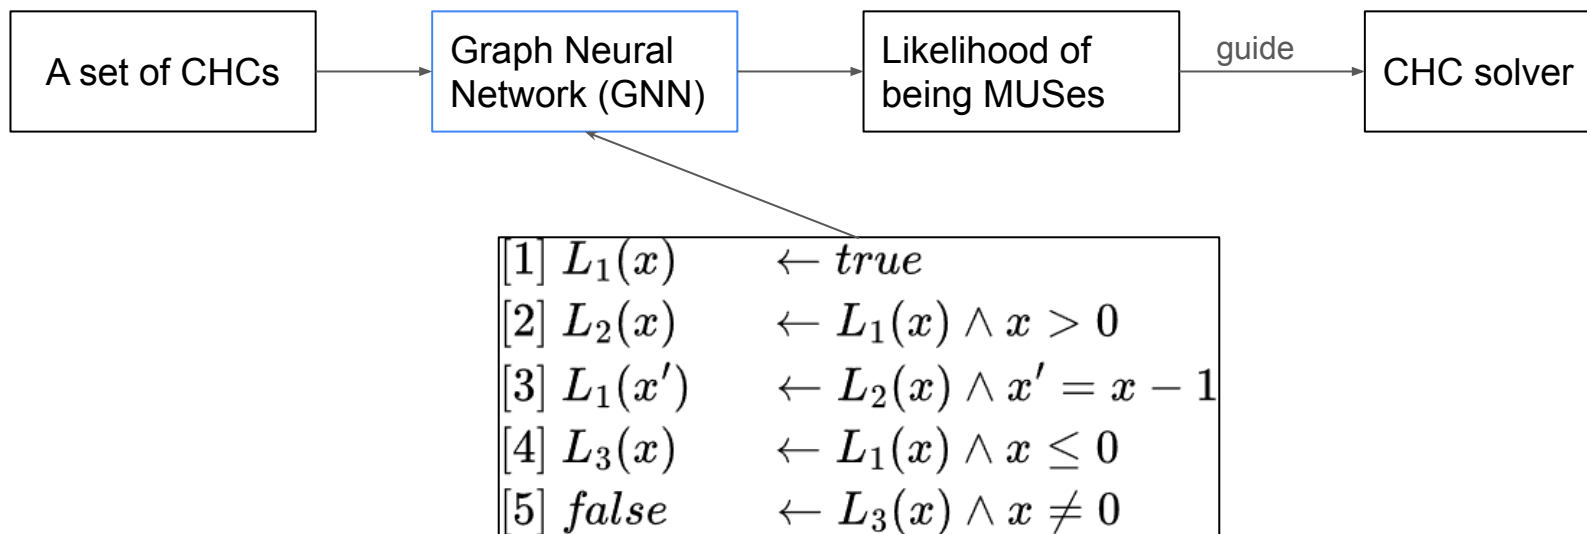 A set of CHCs
Graph Neural
Network (GNN)
Likelihood of
being MUSes
guide
CHC solver
[1] L₁(x) ← true
[2] L₂(x) ← L₁(x) ∧ x > 0
[3] L₁(x′) ← L₂(x) ∧ x′ = x − 1
[4] L₃(x) ← L₁(x) ∧ x ≤ 0
[5] false ← L₃(x) ∧ x ≠ 0